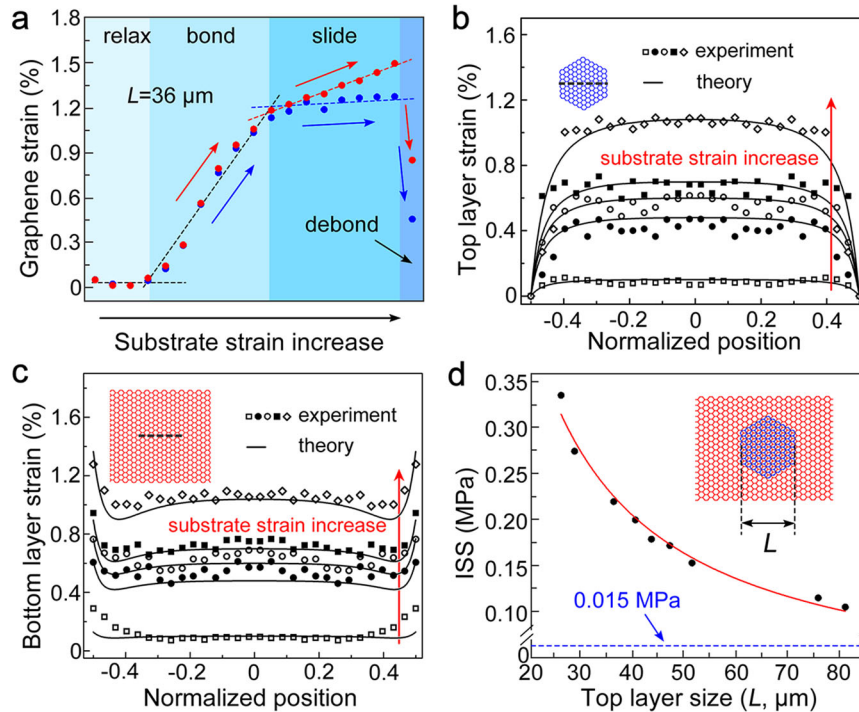 a
relax bond slide
L=36 μm
debond
Graphene strain (%)
1.8
1.5
1.2
0.9
0.6
0.3
0
Substrate strain increase
b
experiment
theory
substrate strain increase
Top layer strain (%)
1.6
1.2
0.8
0.4
0
-0.4 -0.2 0 0.2 0.4
Normalized position
c
experiment
theory
substrate strain increase
Bottom layer strain (%)
1.6
1.2
0.8
0.4
0
-0.4 -0.2 0 0.2 0.4
Normalized position
d
L
0.015 MPa
ISS (MPa)
0.35
0.30
0.25
0.20
0.15
0.10
0
20 30 40 50 60 70 80
Top layer size (L, μm)